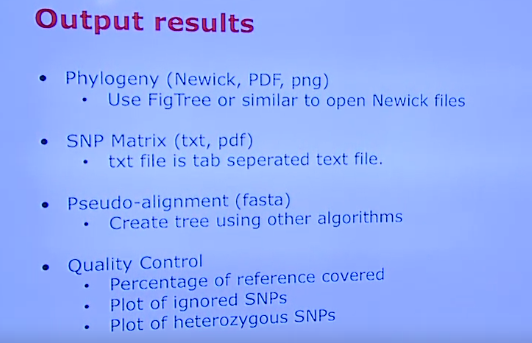 Output results
• Phylogeny (Newick, PDF, png)
• Use FigTree or similar to open Newick files
• SNP Matrix (txt, pdf)
• txt file is tab seperated text file.
• Pseudo-alignment (fasta)
• Create tree using other algorithms
• Quality Control
• Percentage of reference covered
• Plot of ignored SNPs
• Plot of heterozygous SNPs